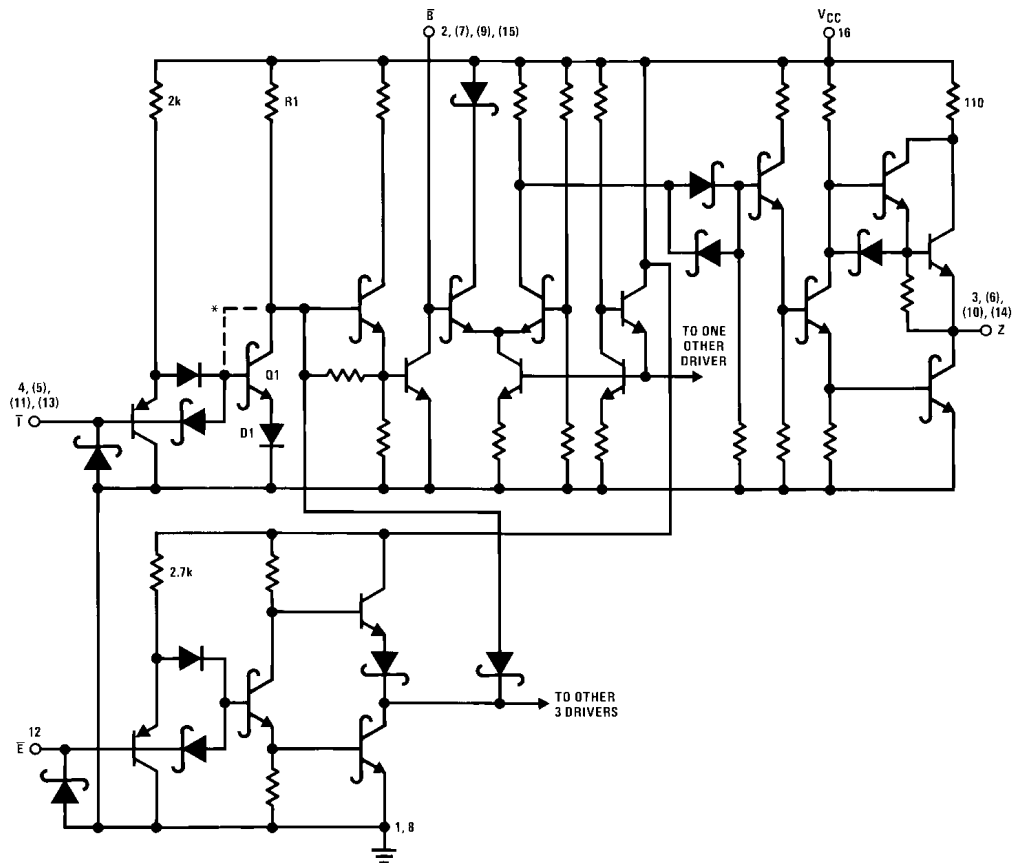 B
2, (7), (9), (15)
VCC
16
2k
R1
110
*
Q1
D1
4, (5),
(11), (13)
I
TO ONE
OTHER
DRIVER
3, (6),
(10), (14)
Z
2.7k
12
E
TO OTHER
3 DRIVERS
1, 8